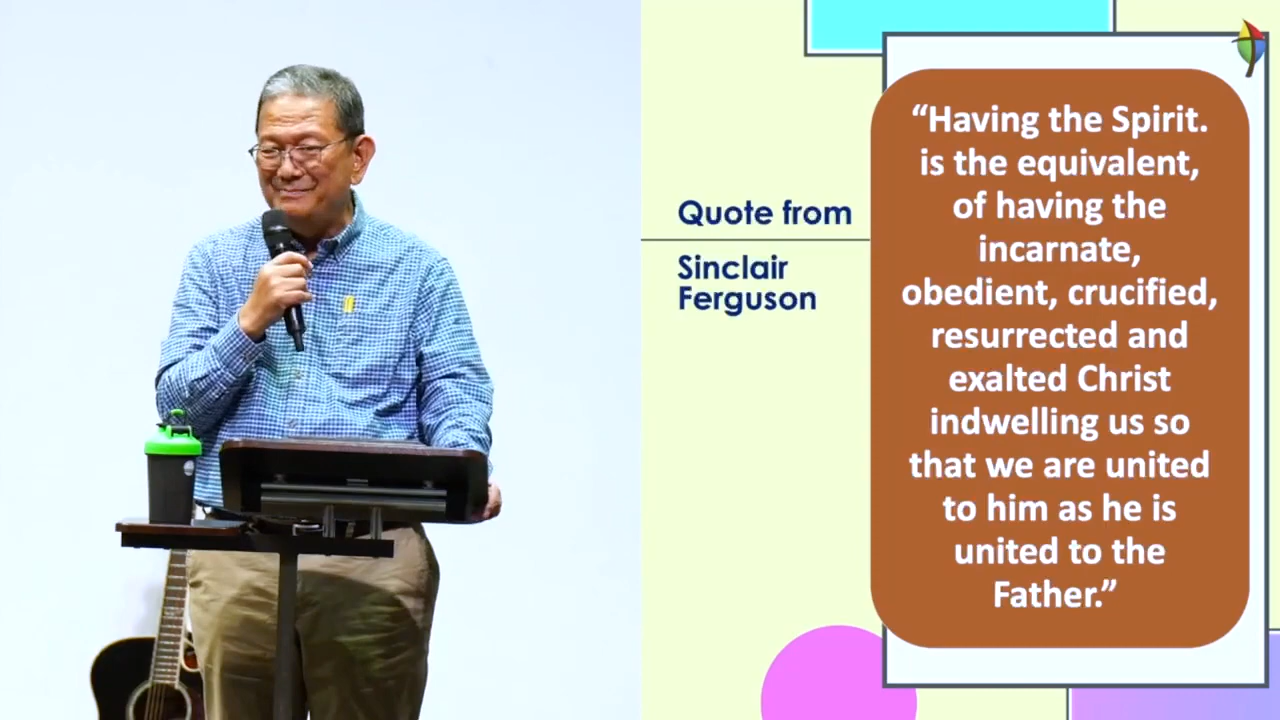 Quote from
Sinclair
Ferguson
“Having the Spirit.
is the equivalent,
of having the
incarnate,
obedient, crucified,
resurrected and
exalted Christ
indwelling us so
that we are united
to him as he is
united to the
Father.”